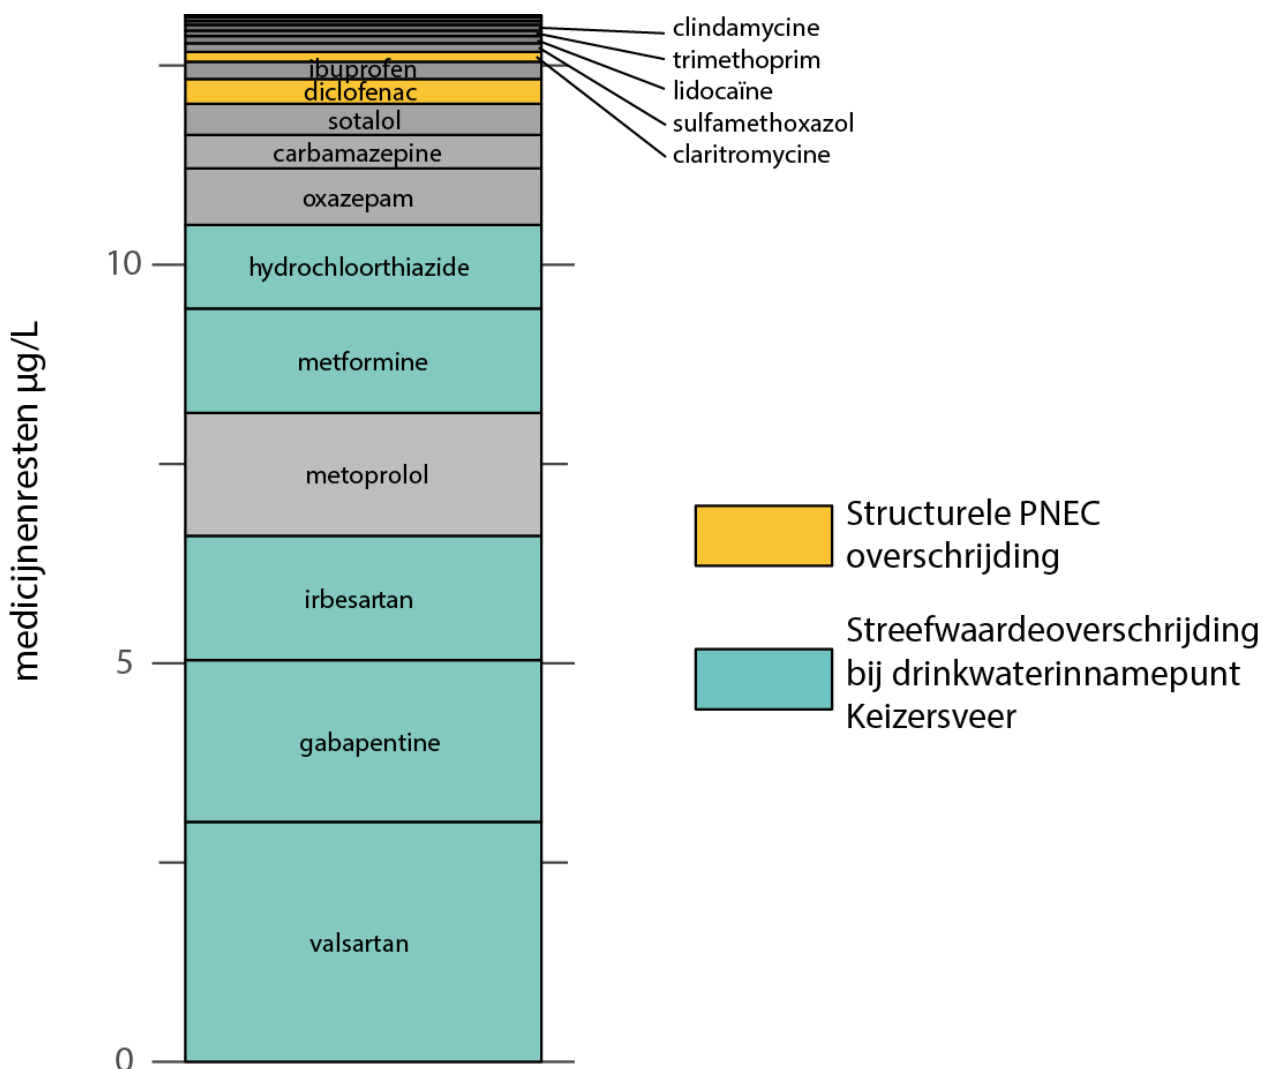 clindamycine
trimethoprim
lidocaïne
sulfamethoxazol
claritromycine
ibuprofen
diclofenac
sotalol
carbamazepine
oxazepam
10
hydrochloorthiazide
metformine
metoprolol
irbesartan
5
gabapentine
valsartan
0
medicijnenresten µg/L
Structurele PNEC
overschrijding
Streefwaardeoverschrijding
bij drinkwaterinnamepunt
Keizersveer